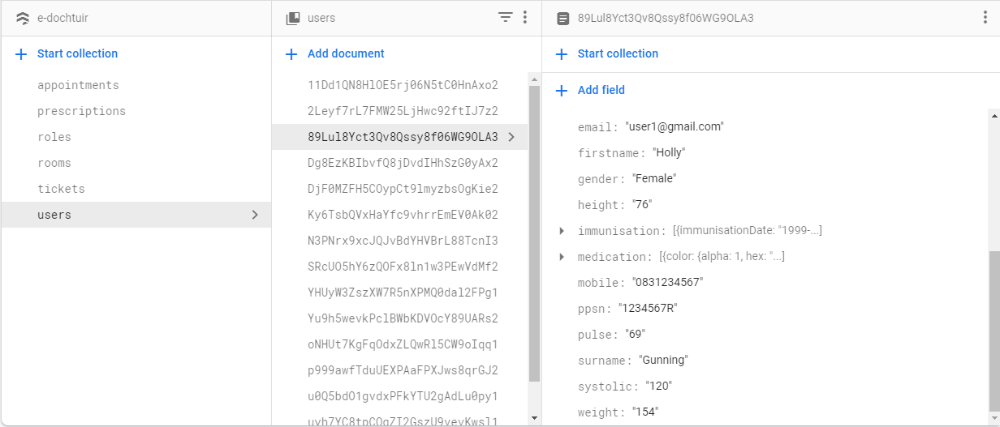 e-dochtuir
Start collection
appointments
prescriptions
roles
rooms
tickets
users
users
Add document
11Dd1QN8HlOE5rj06N5tC0HnAxo2
2Leyf7rL7FMW25LjHwc92ftIJ7z2
89Lul8Yct3Qv8Qssy8f06WG9OLA3
Dg8EzKBIbvfQ8jDvdIHhSzG0yAx2
DjF0MZFH5COypCt9lmyzbsOgKie2
Ky6TsbQVxHaYfc9vhrrEmEV0Ak02
N3PNrx9xcJQJvBdYHVBrL88TcnI3
SRcUO5hY6zQOFx8ln1w3PEwVdMf2
YHUyW3ZszXW7R5nXPMQ0dal2FPg1
Yu9h5wevkPclBWbKDVOcY89UARs2
oNHUt7KgFqOdxZLQwRl5CW9oIqq1
p999awfTduUEXPAaFPXJws8qrGJ2
u0Q5bdO1gvdxPFkYTU2gAdLu0py1
89Lul8Yct3Qv8Qssy8f06WG9OLA3
Start collection
Add field
email: "user1@gmail.com"
firstname: "Holly"
gender: "Female"
height: "76"
immunisation: [{immunisationDate: "1999-...]
medication: [{color: {alpha: 1, hex: "...]
mobile: "0831234567"
ppsn: "1234567R"
pulse: "69"
surname: "Gunning"
systolic: "120"
weight: "154"